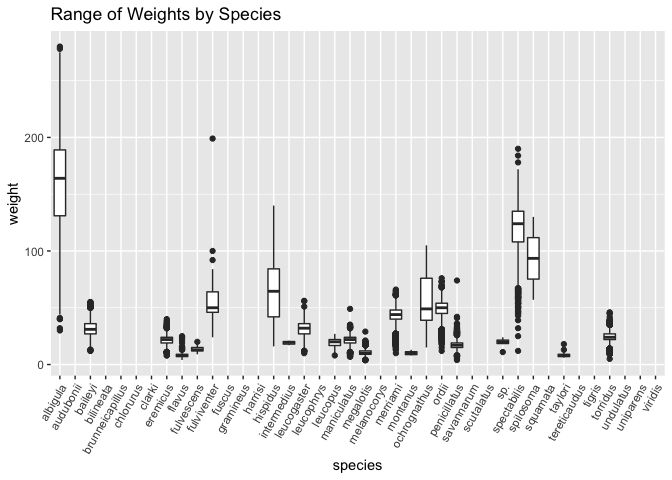 Range of Weights by Species
weight
200
100
0
albigula
audubonii
baileyi
bilineata
brunneicapillus
chlorurus
clarki
eremicus
flavus
fulvescens
fulviventer
fuscus
gramineus
harrisi
hispidus
intermedius
leucogaster
leucophrys
leucopus
maniculatus
megalotis
melanocorys
merriami
montanus
ochrognathus
ordii
penicillatus
savannarum
scutalatus
sp.
spectabilis
spilosoma
squamata
taylori
tereticaudus
tigris
torridus
undulatus
uniparens
viridis
species